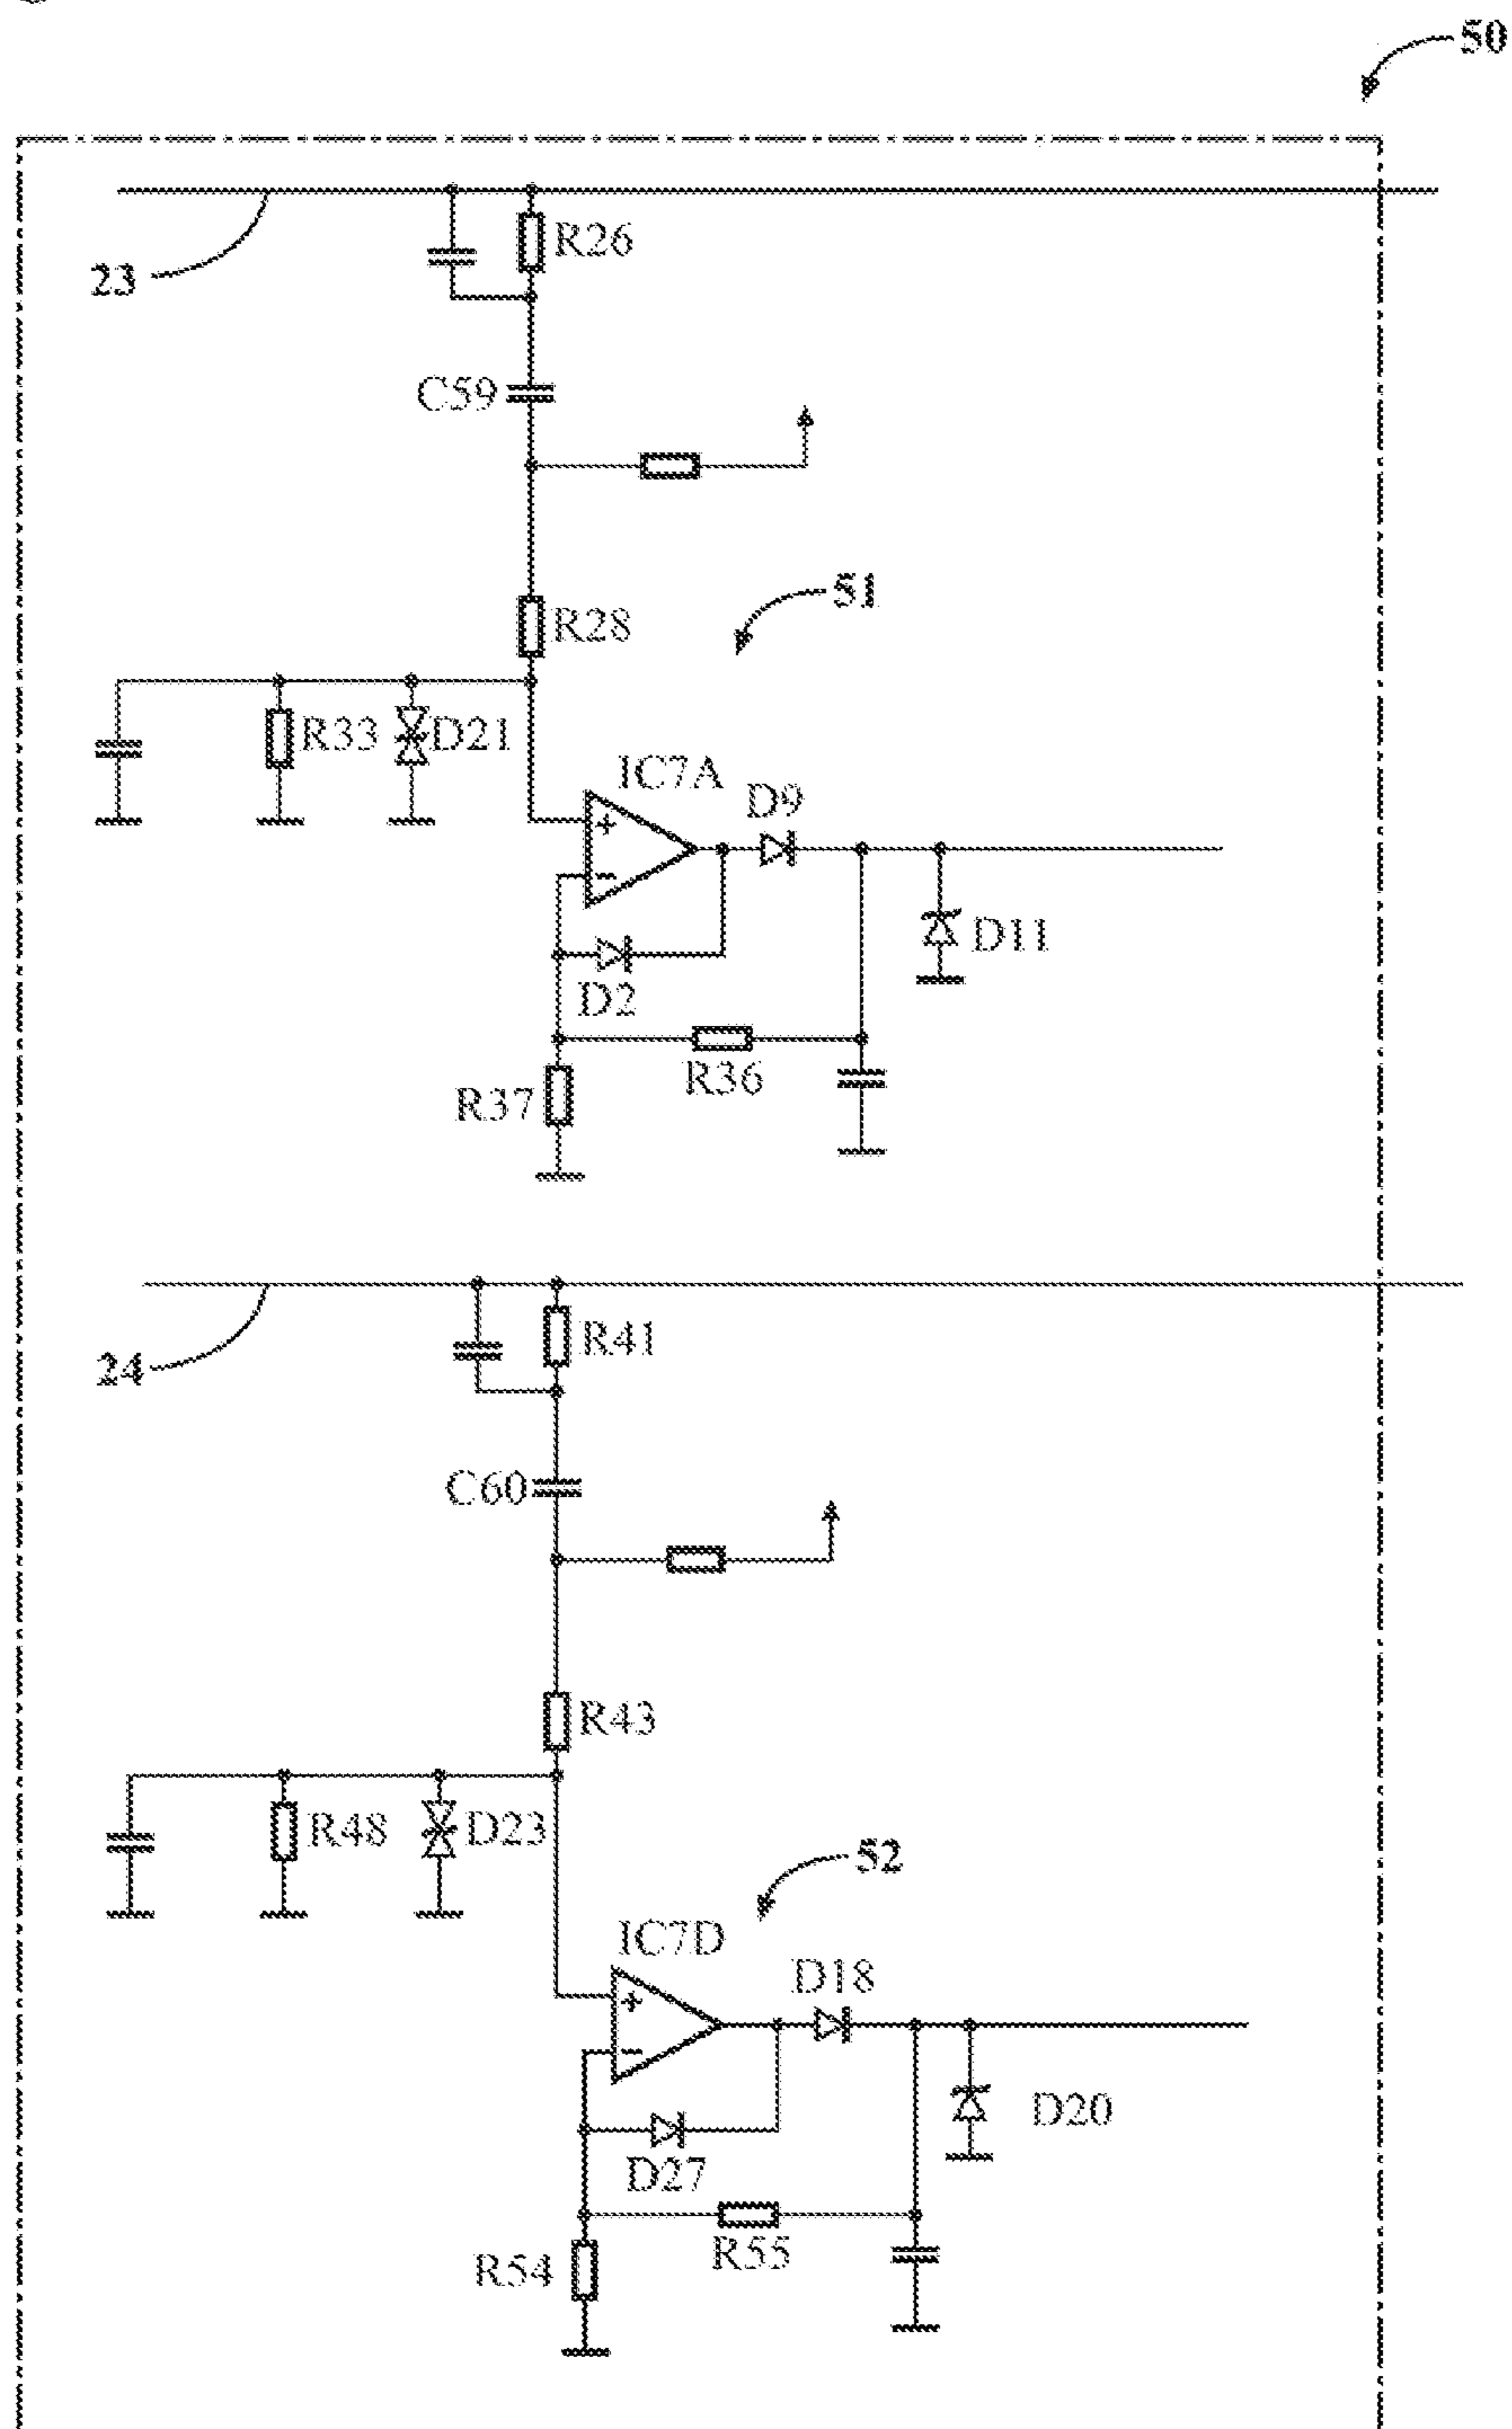 50
23
R26
C59
51
R28
R33
D21
IC7A
D9
+
−
D11
D2
R36
R37
24
R41
C60
R43
R48
D23
52
IC7D
D18
+
−
D20
D27
R55
R54